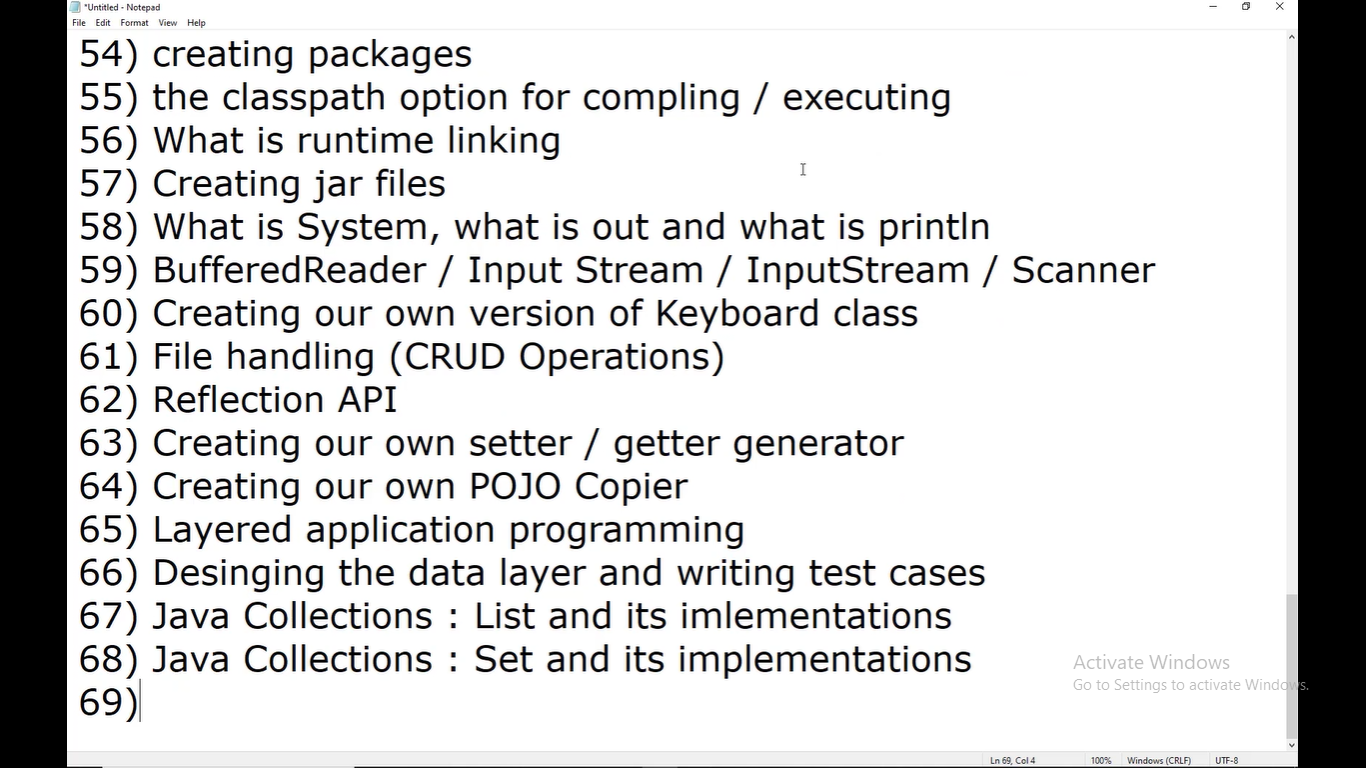 *Untitled - Notepad
File Edit Format View Help
54) creating packages
55) the classpath option for compling / executing
56) What is runtime linking
57) Creating jar files
58) What is System, what is out and what is println
59) BufferedReader / Input Stream / InputStream / Scanner
60) Creating our own version of Keyboard class
61) File handling (CRUD Operations)
62) Reflection API
63) Creating our own setter / getter generator
64) Creating our own POJO Copier
65) Layered application programming
66) Desinging the data layer and writing test cases
67) Java Collections : List and its imlementations
68) Java Collections : Set and its implementations
69)
Activate Windows
Go to Settings to activate Windows.
Ln 69, Col 4 100% Windows (CRLF) UTF-8